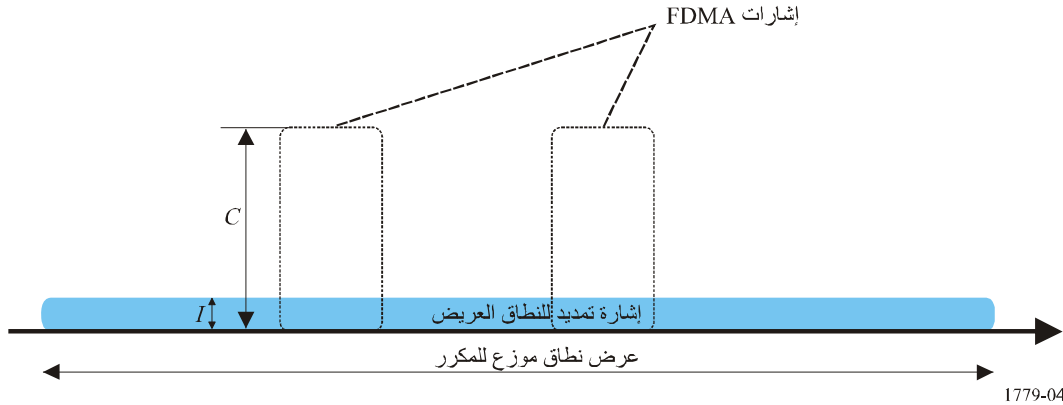 إشارات FDMA
C
I
إشارة تمديد للنطاق العريض
عرض نطاق موزع للمكرر
1779-04